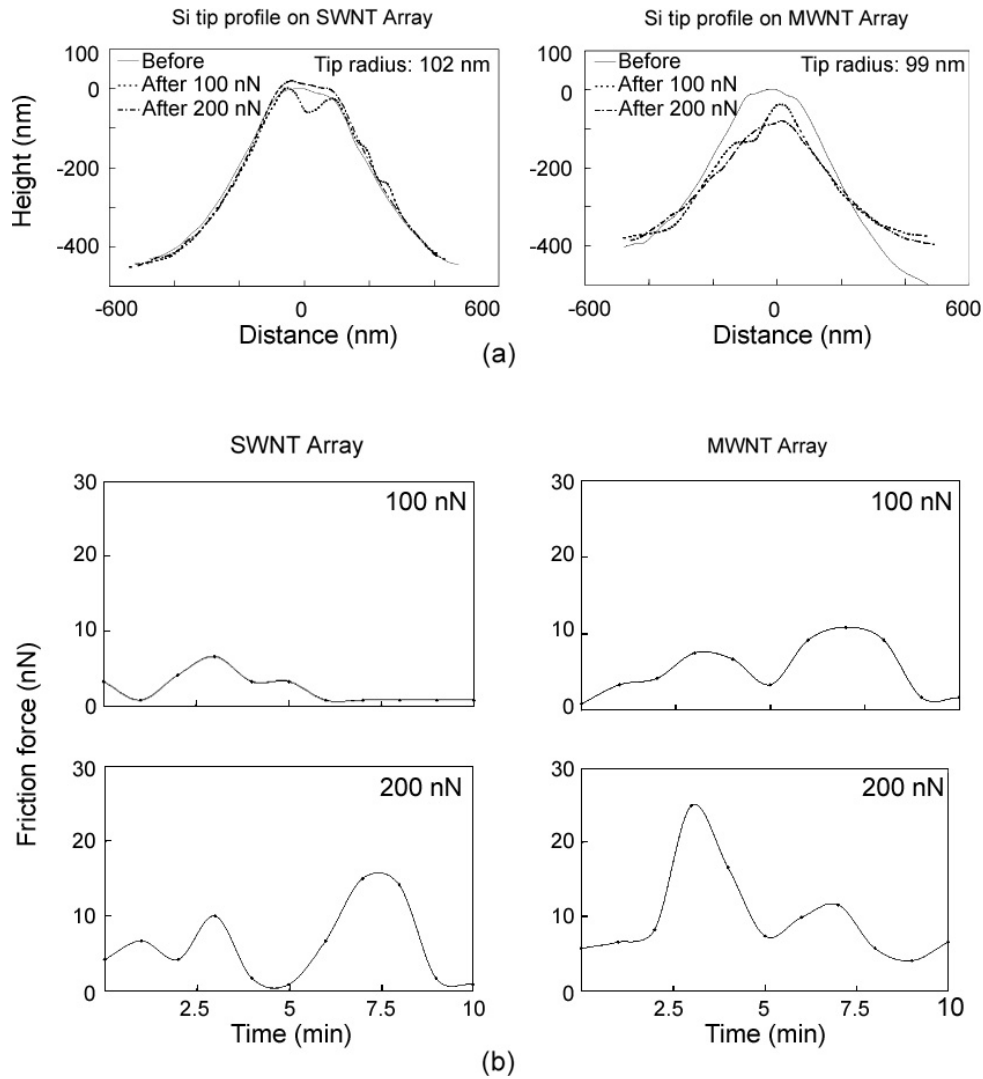 (a)
Si tip profile on SWNT Array
Si tip profile on MWNT Array
Height (nm)
100
0
-200
-400
Before
After 100 nN
After 200 nN
Tip radius: 102 nm
-600
0
600
Distance (nm)
100
0
-200
-400
Before
After 100 nN
After 200 nN
Tip radius: 99 nm
-600
0
600
Distance (nm)
(a)
SWNT Array
MWNT Array
Friction force (nN)
30
20
10
0
100 nN
30
20
10
0
100 nN
30
20
10
0
200 nN
2.5
5
7.5
10
Time (min)
30
20
10
0
200 nN
2.5
5
7.5
10
Time (min)
(b)